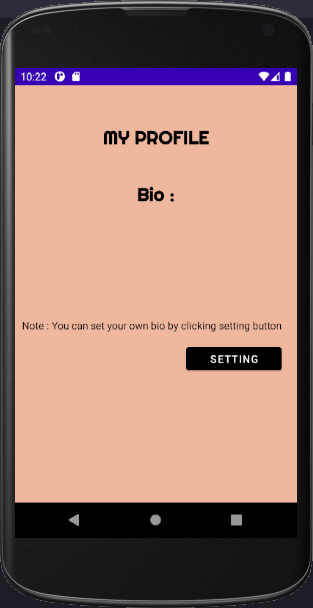 10:22
MY PROFILE
Bio :
Note : You can set your own bio by clicking setting button
SETTING